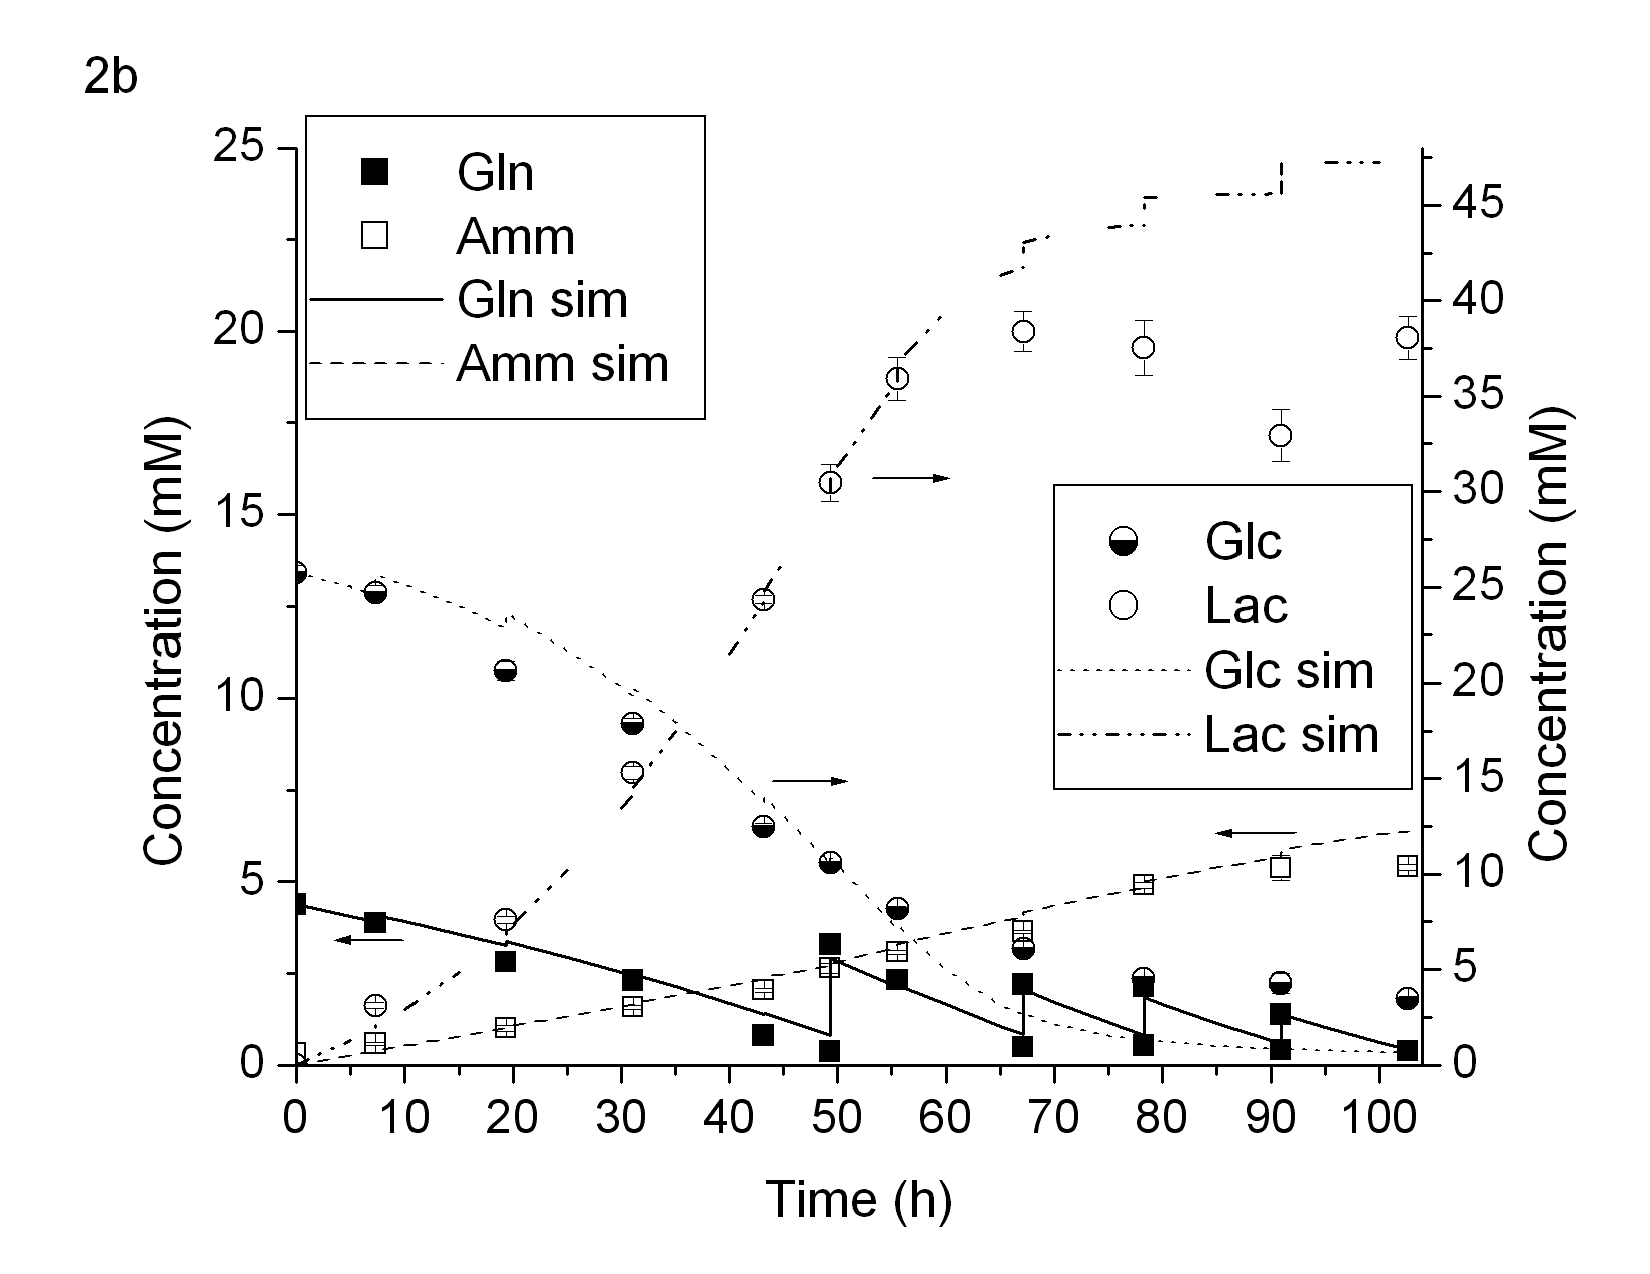 2b
Gln
Amm
Gln sim
Amm sim
Glc
Lac
Glc sim
Lac sim
Concentration (mM)
25
20
15
10
5
0
Concentration (mM)
45
40
35
30
25
20
15
10
5
0
0 10 20 30 40 50 60 70 80 90 100
Time (h)